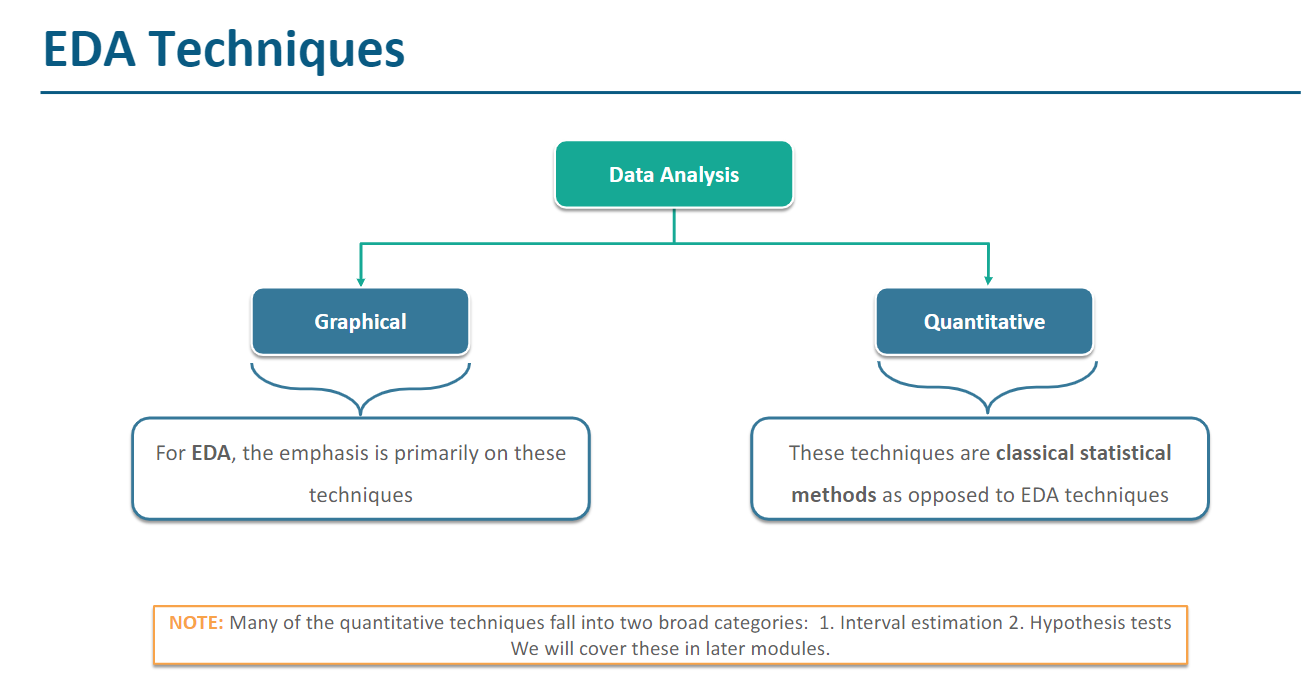 EDA Techniques
Data Analysis
Graphical
Quantitative
For EDA, the emphasis is primarily on these
techniques
These techniques are classical statistical
methods as opposed to EDA techniques
NOTE: Many of the quantitative techniques fall into two broad categories:  1. Interval estimation 2. Hypothesis tests
We will cover these in later modules.